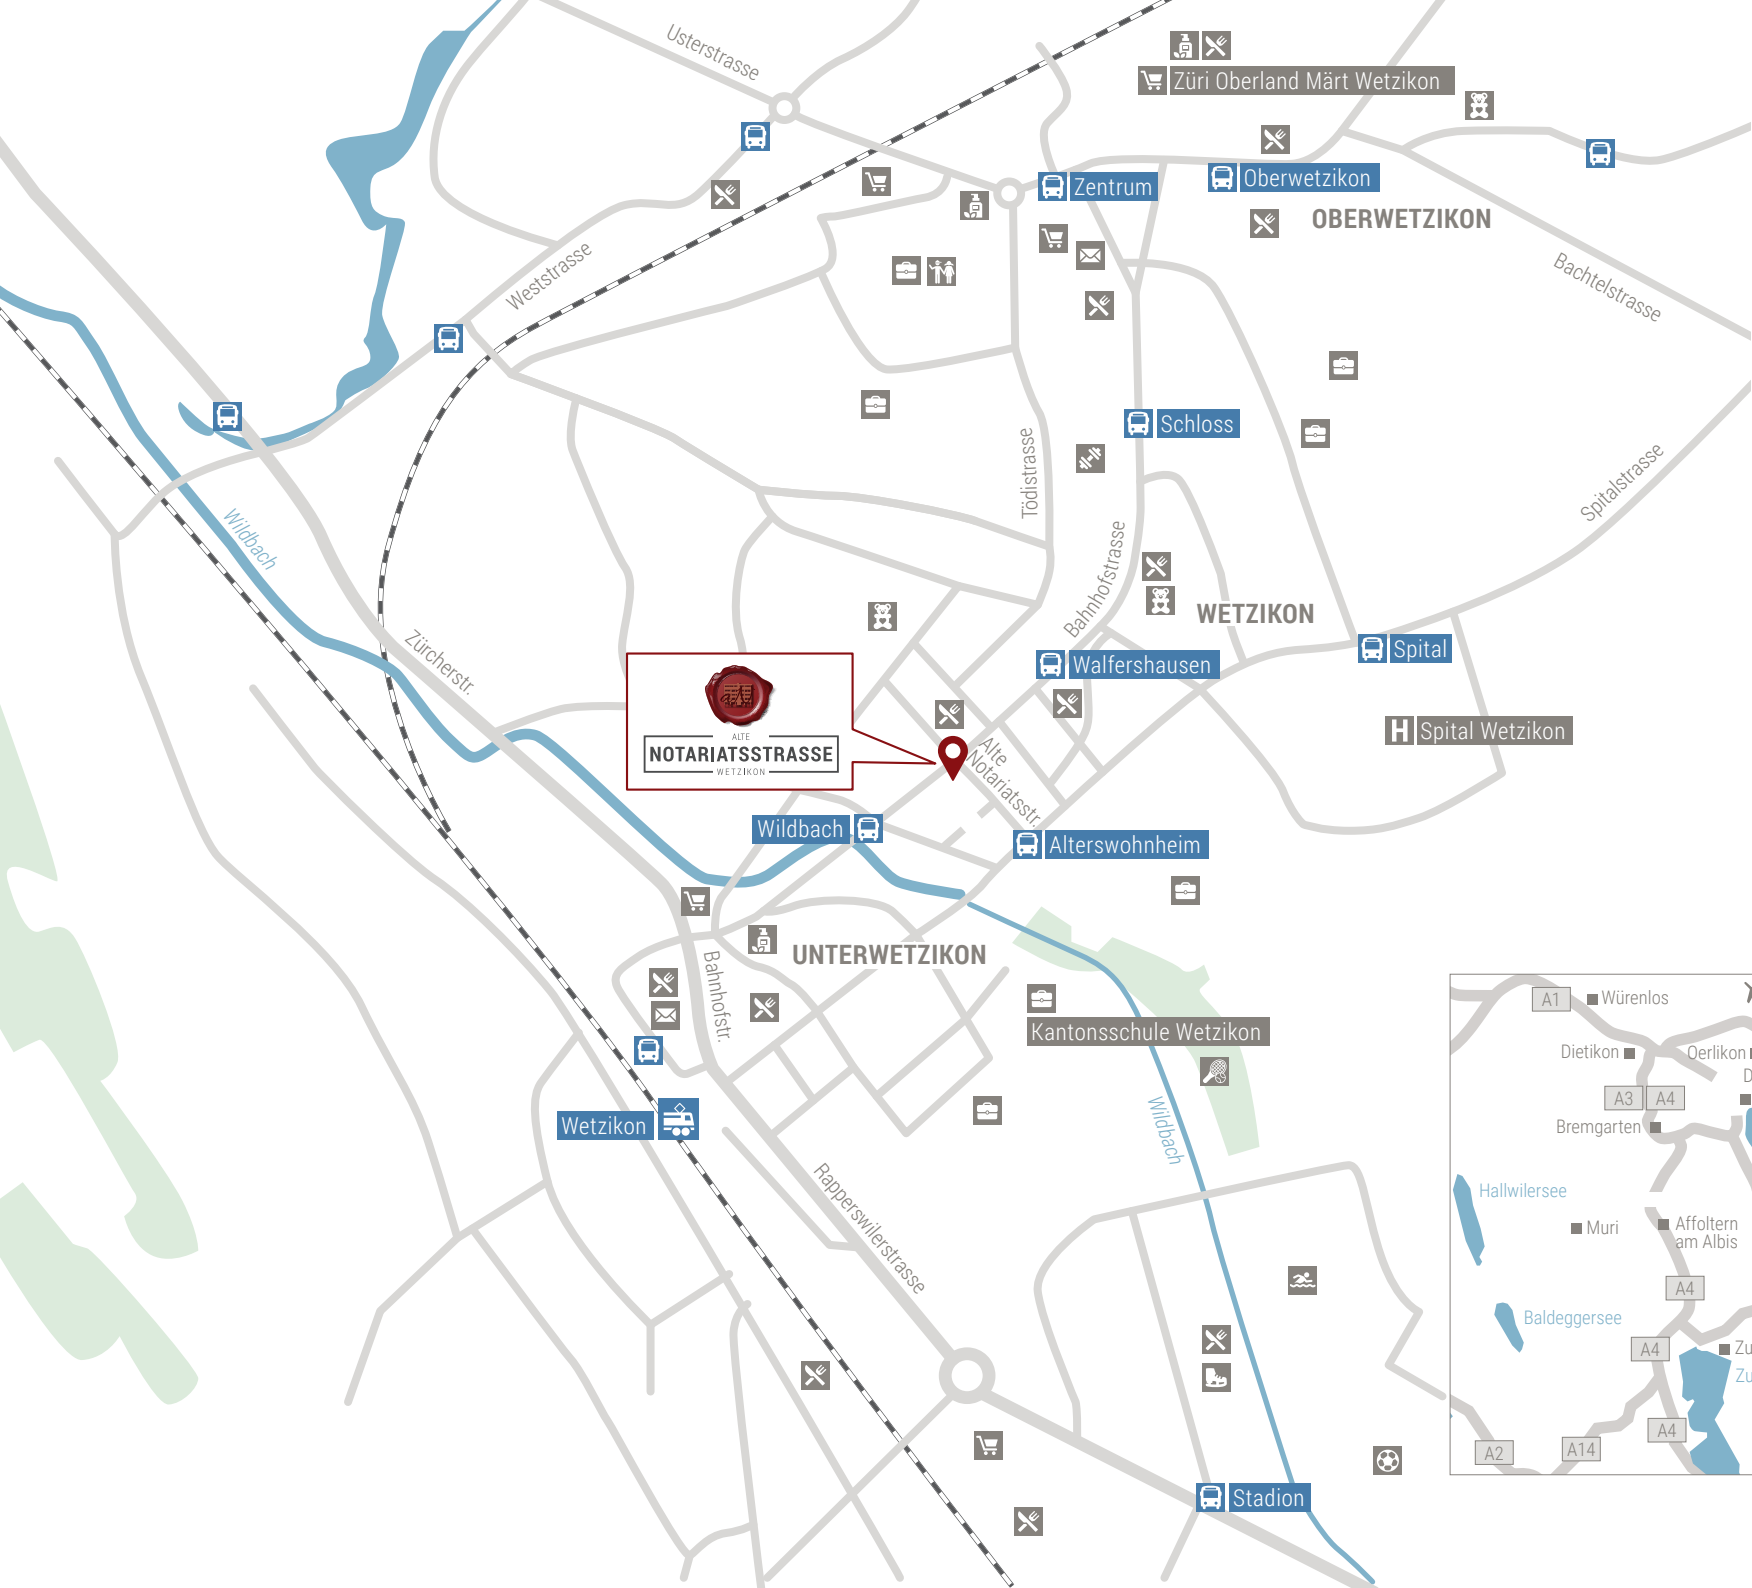 Usterstrasse
Züri Oberland Märt Wetzikon
Zentrum
Oberwetzikon
OBERWETZIKON
Weststrasse
Bachtelstrasse
Schloss
Tödistrasse
Spitalstrasse
Wildbach
Bahnhofstrasse
WETZIKON
Zürcherstr.
Walfershausen
Spital
ALTE
NOTARIATSSTRASSE
WETZIKON
H Spital Wetzikon
Alte
Notariatsstr.
Wildbach
Alterswohnheim
UNTERWETZIKON
Bahnhofstr.
Kantonsschule Wetzikon
Wetzikon
Wildbach
Rapperswilerstrasse
Stadion
A1
Würenlos
Dietikon
Oerlikon
D
A3
A4
Bremgarten
Hallwilersee
Muri
Affoltern
am Albis
A4
Baldeggersee
A4
Zu
Zu
A4
A2
A14